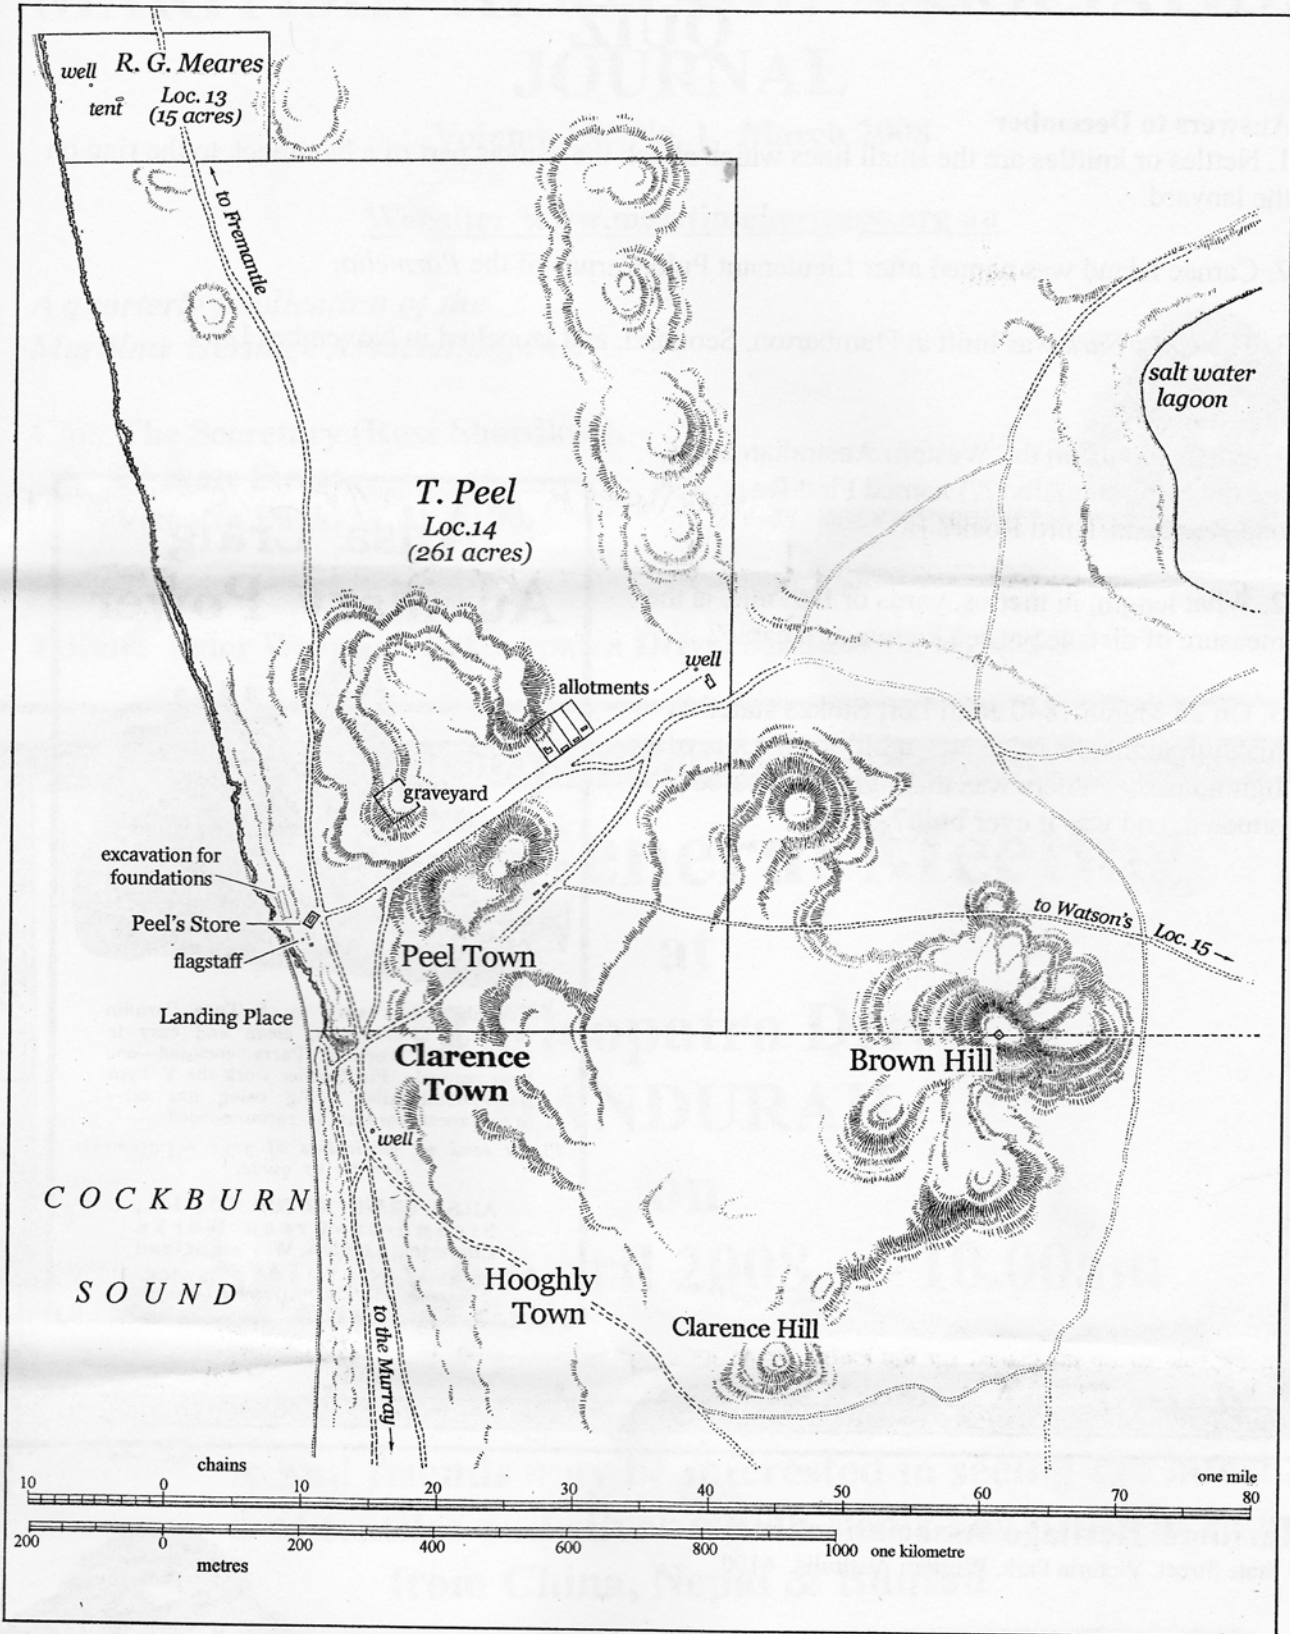 well
R. G. Meares
tent
Loc. 13
(15 acres)
← to Fremantle
salt water
lagoon
T. Peel
Loc.14
(261 acres)
well
allotments
graveyard
excavation for
foundations
Peel's Store
flagstaff
Peel Town
to Watson's Loc. 15 →
Landing Place
Clarence
Town
Brown Hill
well
COCKBURN
SOUND
Hooghly
Town
Clarence Hill
to the Murray →
chains
one mile
10 0 10 20 30 40 50 60 70 80
200 0 200 400 600 800 1000 one kilometre
metres